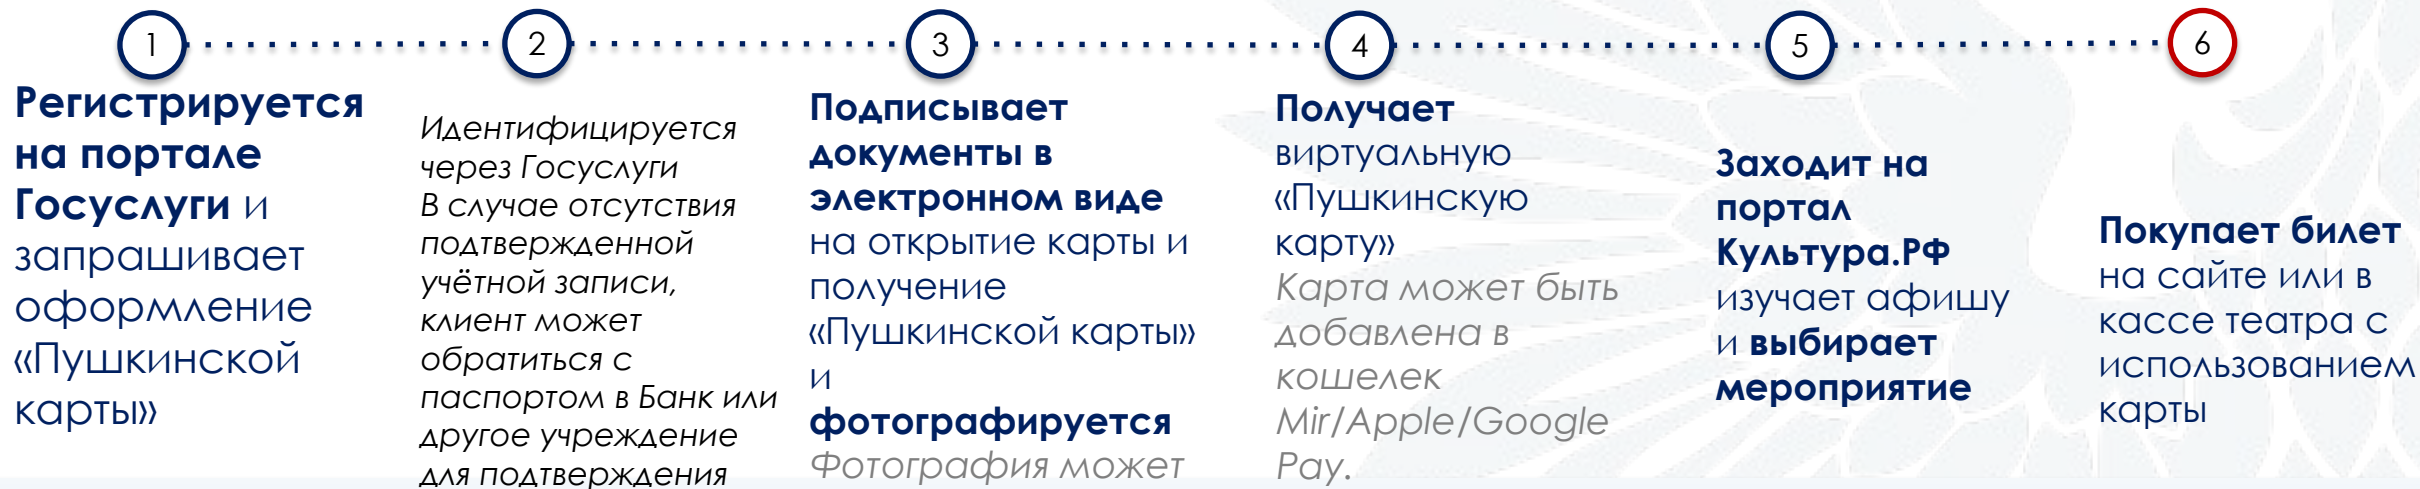 1
2
3
4
5
6
Регистрируется
на портале
Госуслуги и
запрашивает
оформление
«Пушкинской
карты»
Идентифицируется
через Госуслуги
В случае отсутствия
подтвержденной
учётной записи,
клиент может
обратиться с
паспортом в Банк или
другое учреждение
для подтверждения
Подписывает
документы в
электронном виде
на открытие карты и
получение
«Пушкинской карты»
и
фотографируется
Фотография может
Получает
виртуальную
«Пушкинскую
карту»
Карта может быть
добавлена в
кошелек
Mir/Apple/Google
Pay.
Заходит на
портал
Культура.РФ
изучает афишу
и выбирает
мероприятие
Покупает билет
на сайте или в
кассе театра с
использованием
карты